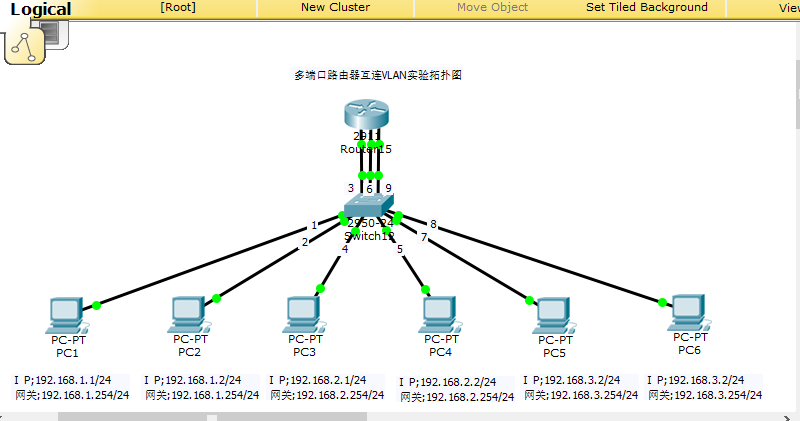 Logical
[Root]
New Cluster
Move Object
Set Tiled Background
View
多端口路由器互连VLAN实验拓扑图
2911
Router15
3 6 9
2950-24
Switch12
1
2
4
5
7
8
PC-PT
PC1
PC-PT
PC2
PC-PT
PC3
PC-PT
PC4
PC-PT
PC5
PC-PT
PC6
I P;192.168.1.1/24
网关;192.168.1.254/24
I P;192.168.1.2/24
网关;192.168.1.254/24
I P;192.168.2.1/24
网关;192.168.2.254/24
I P;192.168.2.2/24
网关;192.168.2.254/24
I P;192.168.3.2/24
网关;192.168.3.254/24
I P;192.168.3.2/24
网关;192.168.3.254/24